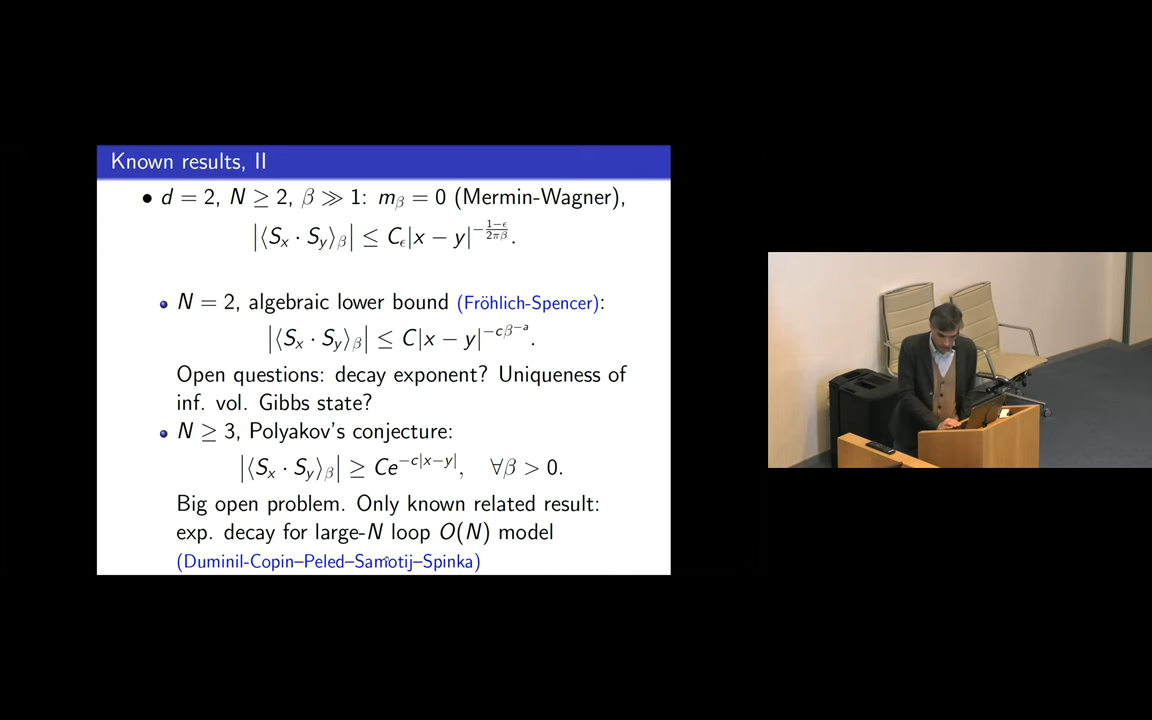 Known results, II
• d = 2, N ≥ 2, β ≫ 1: m_β = 0 (Mermin-Wagner),
|⟨S_x · S_y⟩_β| ≤ C_ϵ|x − y|^{−\frac{1−ϵ}{2πβ}}.
• N = 2, algebraic lower bound (Fröhlich-Spencer):
|⟨S_x · S_y⟩_β| ≤ C|x − y|^{−cβ^{−a}}.
Open questions: decay exponent? Uniqueness of
inf. vol. Gibbs state?
• N ≥ 3, Polyakov's conjecture:
|⟨S_x · S_y⟩_β| ≥ Ce^{−c|x−y|}, ∀β > 0.
Big open problem. Only known related result:
exp. decay for large-N loop O(N) model
(Duminil-Copin–Peled–Samotij–Spinka)